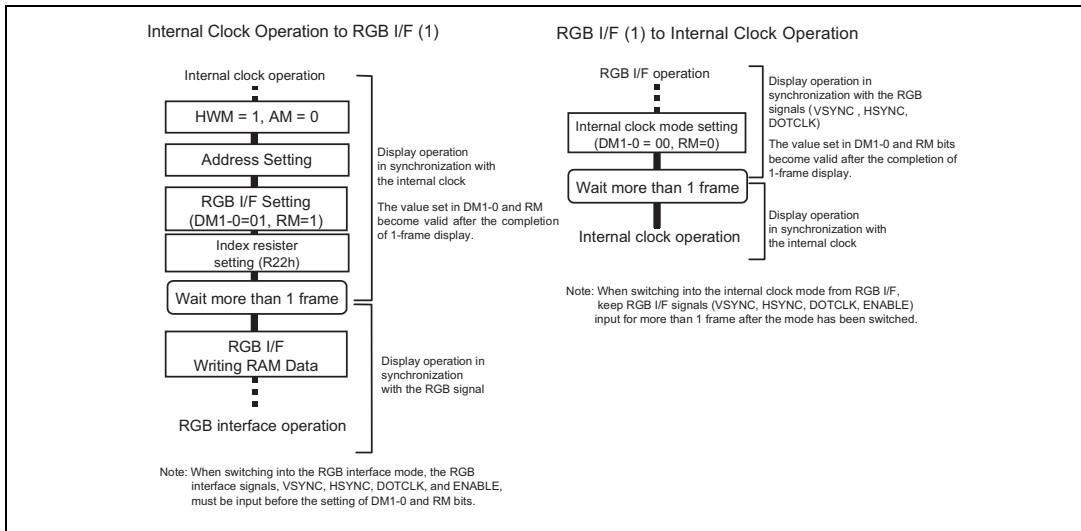 Internal Clock Operation to RGB I/F (1)
Internal clock operation
HWM = 1, AM = 0
Address Setting
RGB I/F Setting
(DM1-0=01, RM=1)
Index register
setting (R22h)
Wait more than 1 frame
RGB I/F
Writing RAM Data
RGB interface operation
Display operation
in synchronization with
the internal clock
The value set in DM1-0 and RM
become valid after the completion
of 1-frame display.
Display operation in
synchronization
with the RGB signal
Note: When switching into the RGB interface mode, the RGB
interface signals, VSYNC, HSYNC, DOTCLK, and ENABLE,
must be input before the setting of DM1-0 and RM bits.
RGB I/F (1) to Internal Clock Operation
RGB I/F operation
Internal clock mode setting
(DM1-0 = 00, RM=0)
Wait more than 1 frame
Internal clock operation
Display operation in
synchronization with the RGB
signals (VSYNC , HSYNC,
DOTCLK)
The value set in DM1-0 and RM bits
become valid after the completion of
1-frame display.
Display operation
in synchronization with
the internal clock
Note: When switching into the internal clock mode from RGB I/F,
keep RGB I/F signals (VSYNC, HSYNC, DOTCLK, ENABLE)
input for more than 1 frame after the mode has been switched.